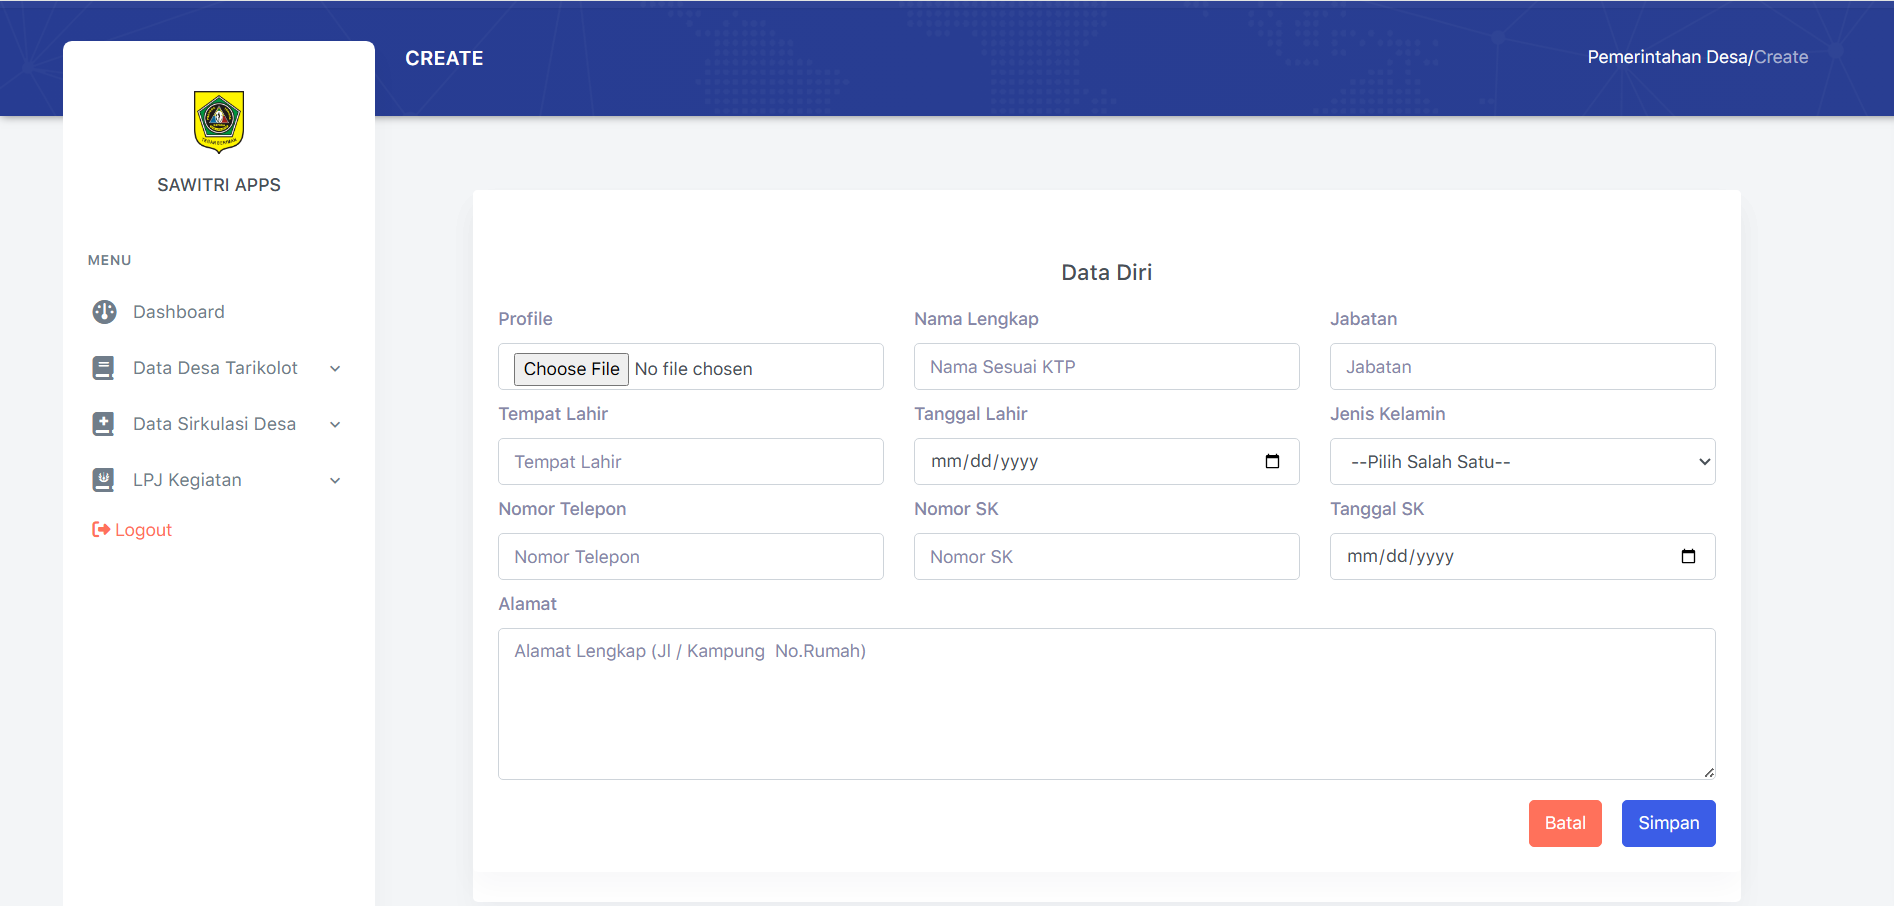 CREATE
Pemerintahan Desa/Create
SAWITRI APPS
MENU
Dashboard
Data Desa Tarikolot
Data Sirkulasi Desa
LPJ Kegiatan
Logout
Data Diri
Profile
Nama Lengkap
Jabatan
Choose File No file chosen
Nama Sesuai KTP
Jabatan
Tempat Lahir
Tanggal Lahir
Jenis Kelamin
Tempat Lahir
mm/dd/yyyy
--Pilih Salah Satu--
Nomor Telepon
Nomor SK
Tanggal SK
Nomor Telepon
Nomor SK
mm/dd/yyyy
Alamat
Alamat Lengkap (Jl / Kampung  No.Rumah)
Batal
Simpan